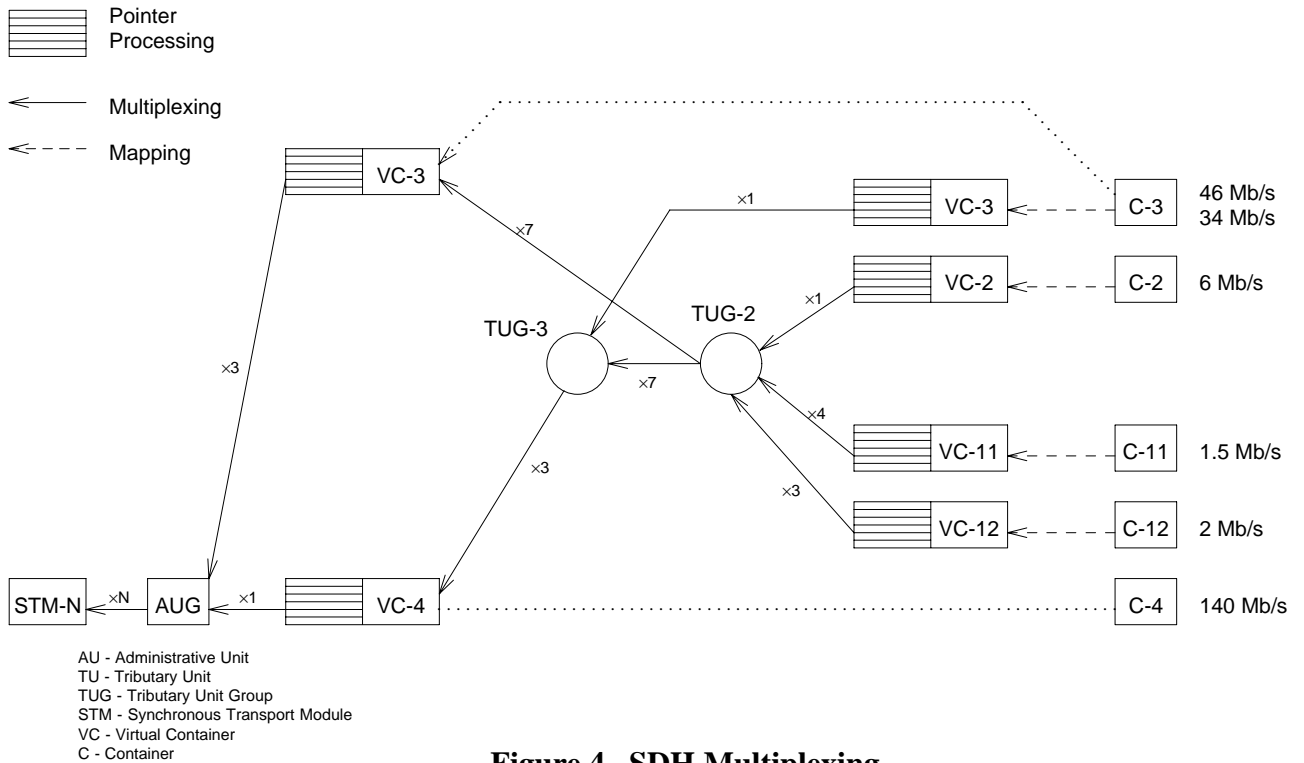 Pointer
Processing
Multiplexing
Mapping
VC-3
×1
VC-3
C-3
46 Mb/s
34 Mb/s
×7
VC-2
C-2
6 Mb/s
×1
TUG-3
TUG-2
×3
×7
×4
VC-11
C-11
1.5 Mb/s
×3
×3
VC-12
C-12
2 Mb/s
STM-N
×N
AUG
×1
VC-4
C-4
140 Mb/s
AU - Administrative Unit
TU - Tributary Unit
TUG - Tributary Unit Group
STM - Synchronous Transport Module
VC - Virtual Container
C - Container
Figure 4. SDH Multiplexing